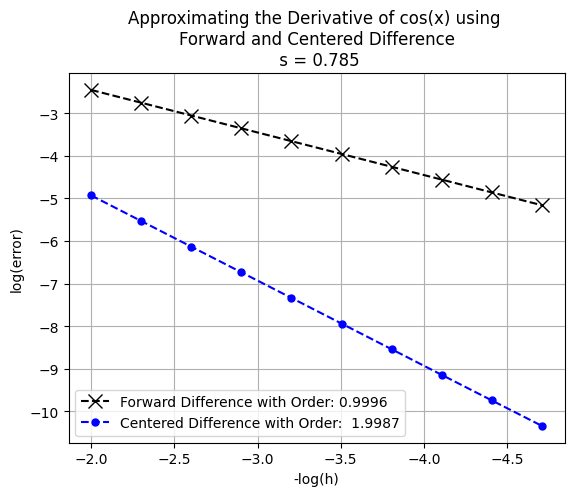 Approximating the Derivative of cos(x) using
Forward and Centered Difference
s = 0.785
−3
−4
−5
−6
−7
−8
−9
−10
log(error)
Forward Difference with Order: 0.9996
Centered Difference with Order:  1.9987
−2.0
−2.5
−3.0
−3.5
−4.0
−4.5
-log(h)